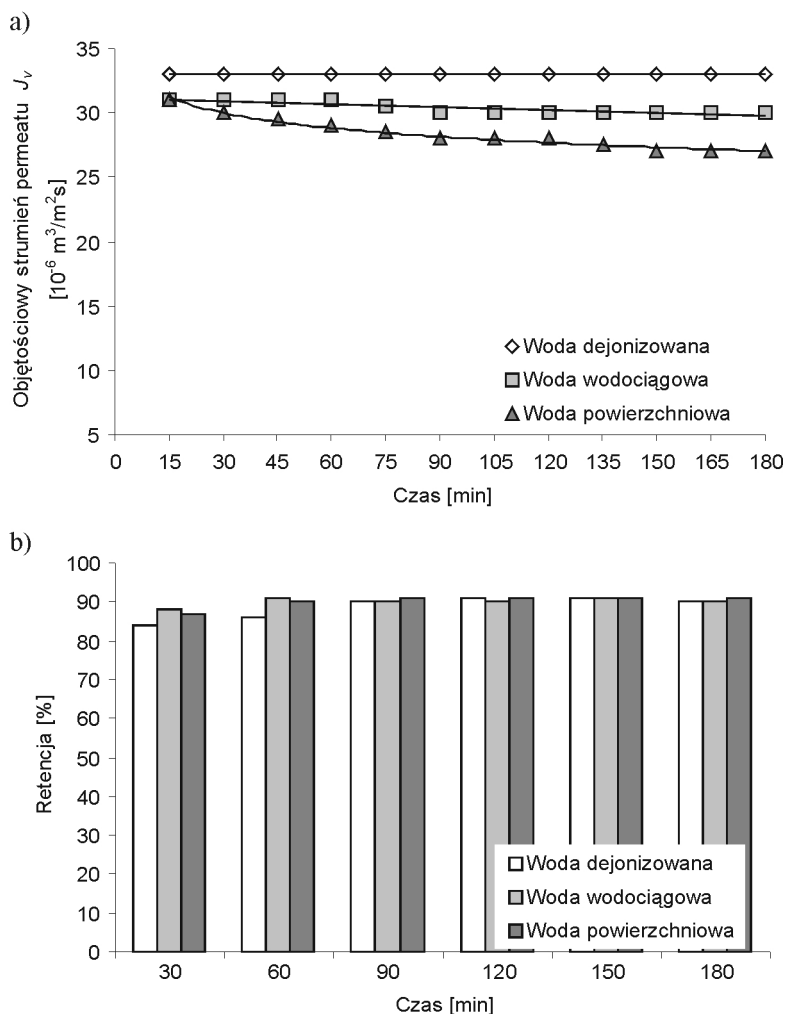 a)
Objętościowy strumień permeatu Jv
[10⁻⁶ m³/m²s]
35
30
25
20
15
10
5
0 15 30 45 60 75 90 105 120 135 150 165 180
Czas [min]
Woda dejonizowana
Woda wodociągowa
Woda powierzchniowa
b)
Retencja [%]
100
90
80
70
60
50
40
30
20
10
0
30 60 90 120 150 180
Czas [min]
Woda dejonizowana
Woda wodociągowa
Woda powierzchniowa